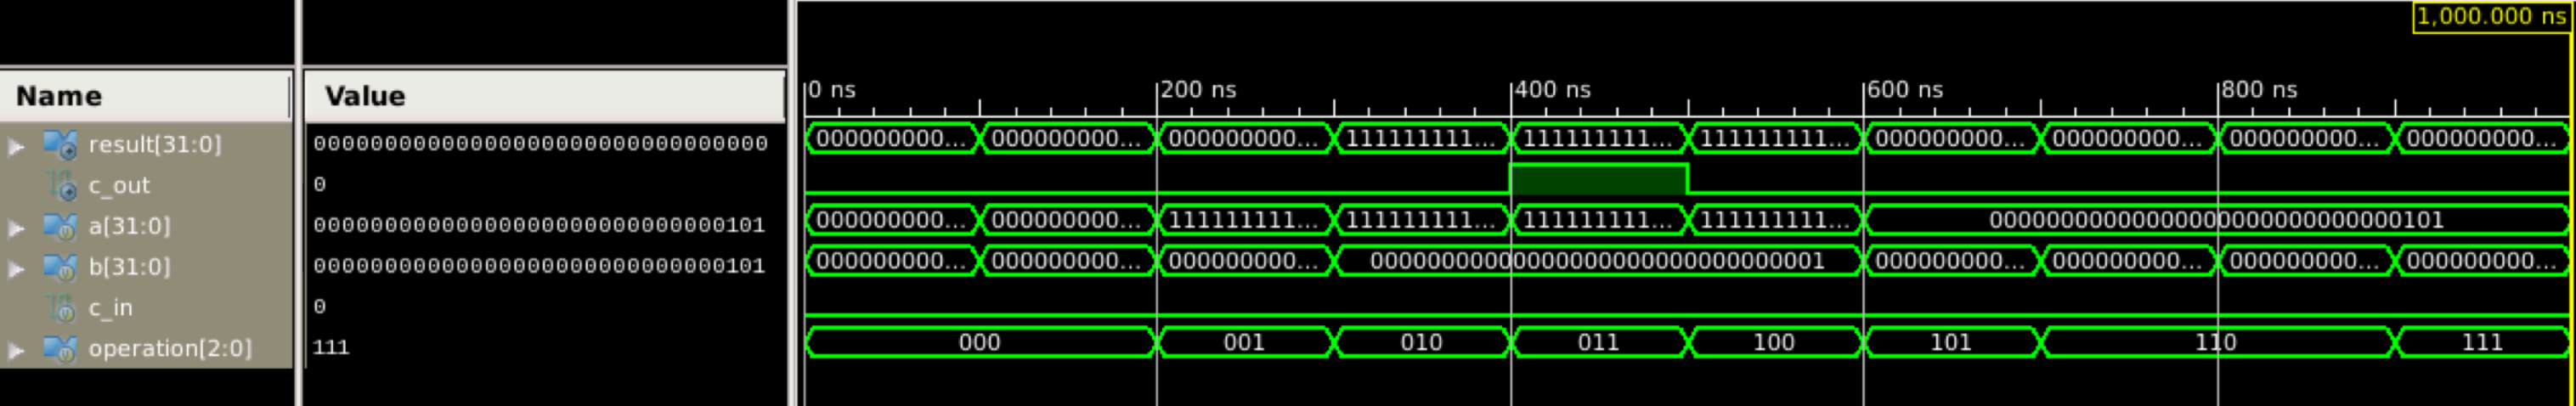 1,000.000 ns
Name Value 0 ns 200 ns 400 ns 600 ns 800 ns
result[31:0] 00000000000000000000000000000000 000000000... 000000000... 000000000... 111111111... 111111111... 111111111... 000000000... 000000000... 000000000... 000000000...
c_out 0
a[31:0] 00000000000000000000000000000101 000000000... 000000000... 111111111... 111111111... 111111111... 111111111... 00000000000000000000000000000101
b[31:0] 00000000000000000000000000000101 000000000... 000000000... 000000000... 00000000000000000000000000000001 000000000... 000000000... 000000000... 000000000...
c_in 0
operation[2:0] 111 000 001 010 011 100 101 110 111